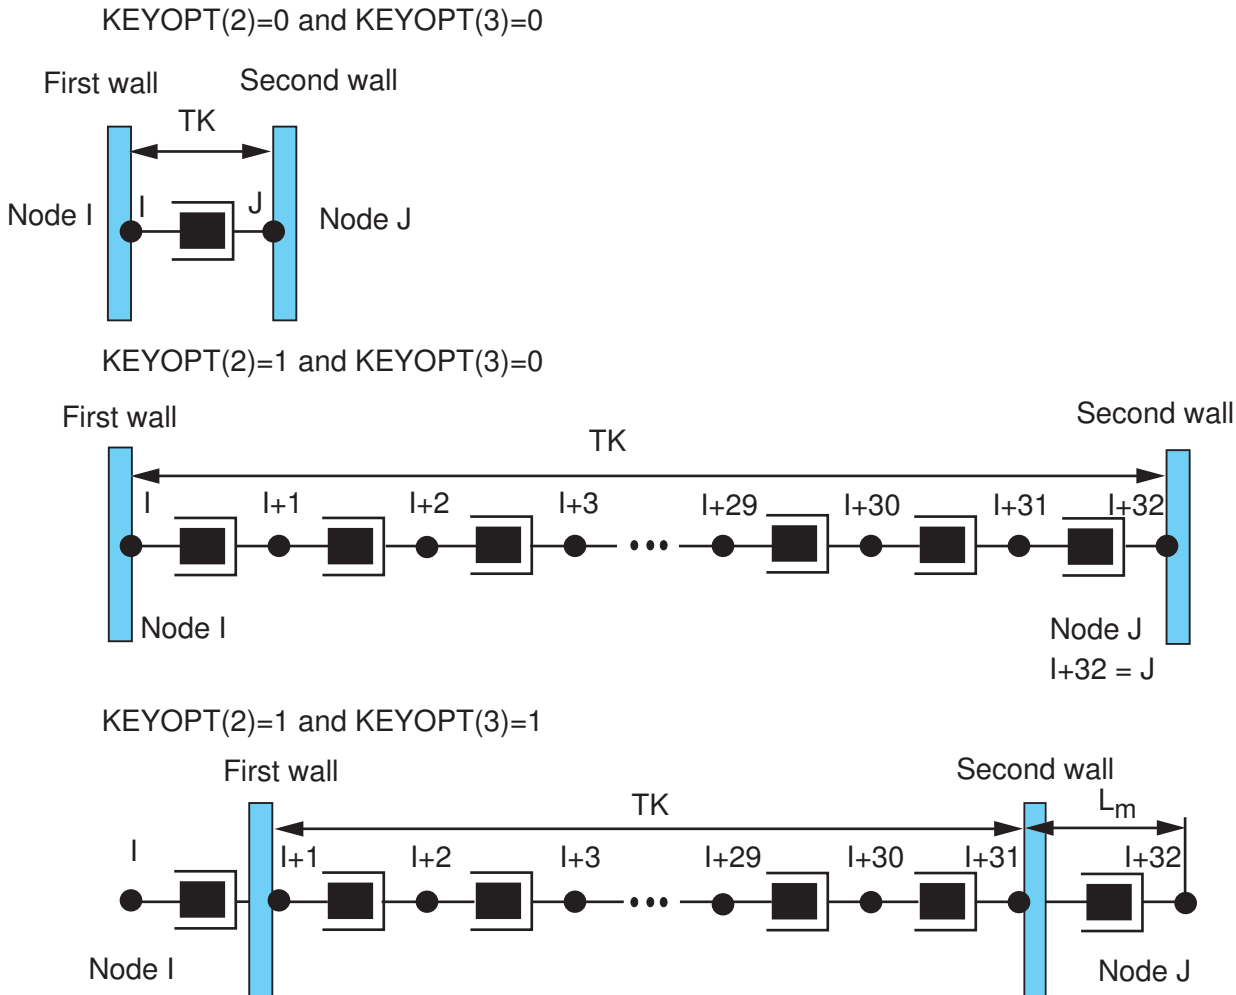 KEYOPT(2)=0 and KEYOPT(3)=0
First wall
Second wall
TK
Node I
I
J
Node J
KEYOPT(2)=1 and KEYOPT(3)=0
First wall
Second wall
TK
I
I+1
I+2
I+3
I+29
I+30
I+31
I+32
Node I
Node J
I+32 = J
KEYOPT(2)=1 and KEYOPT(3)=1
First wall
Second wall
TK
Lm
I
I+1
I+2
I+3
I+29
I+30
I+31
I+32
Node I
Node J